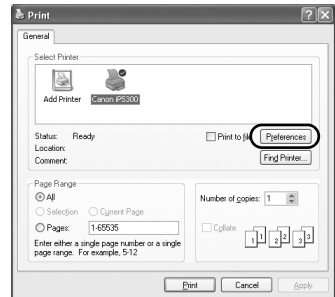 Print
General
Select Printer
Add Printer
Canon iP5300
Status: Ready
Location:
Comment:
Print to file
Preferences
Find Printer...
Page Range
All
Selection
Current Page
Pages: 1-65535
Enter either a single page number or a single
page range. For example, 5-12
Number of copies: 1
Collate
1 1 2 2 3 3
Print
Cancel
Apply